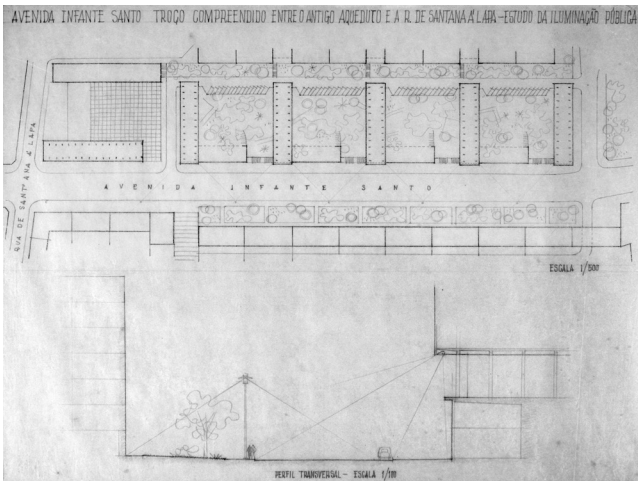 AVENIDA INFANTE SANTO TROÇO COMPREENDIDO ENTRE O ANTIGO AQUEDUTO E A R. DE SANTANA Á LAPA - ESTUDO DA ILUMINAÇÃO PÚBLICA
AVENIDA INFANTE SANTO
RUA DE SANTANA Á LAPA
ESCALA 1/500
PERFIL TRANSVERSAL - ESCALA 1/100